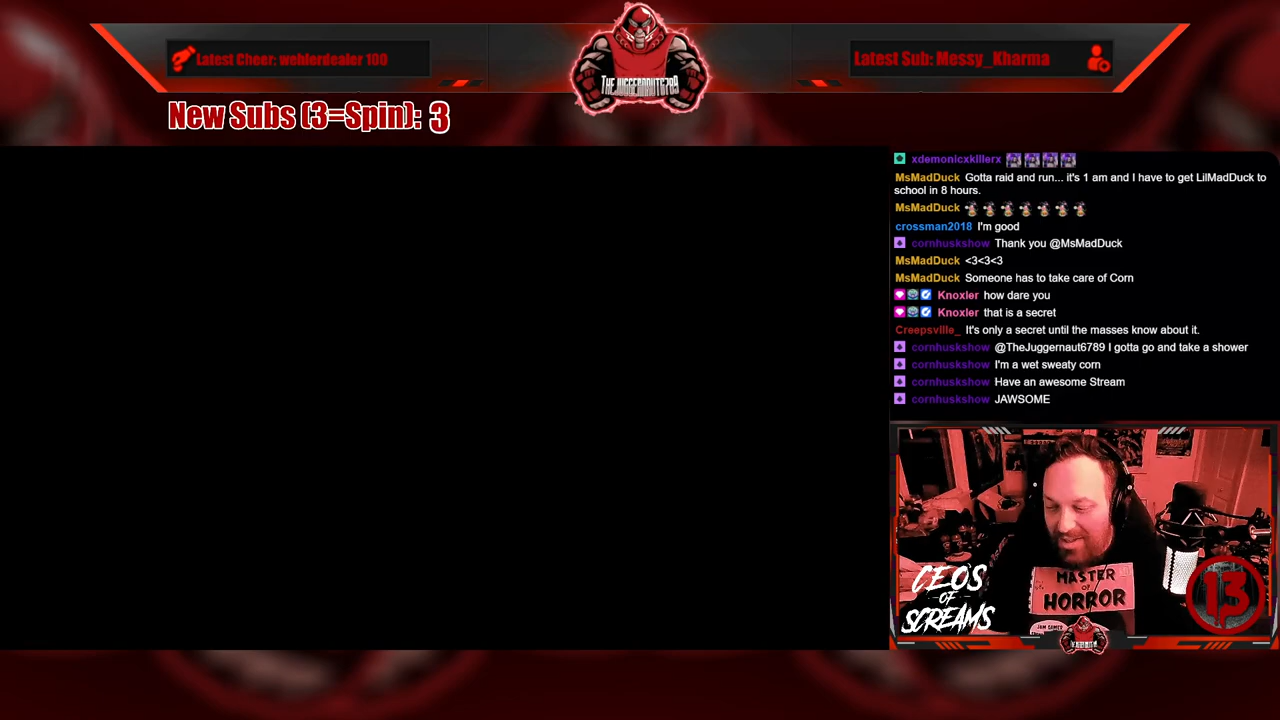 Latest Cheer: wehlerdealer 100
THEJUGGERNAUT6789
Latest Sub: Messy_Kharma
New Subs (3=Spin): 3
xdemonicxkillerx
MsMadDuck Gotta raid and run... it's 1 am and I have to get LilMadDuck to
school in 8 hours.
MsMadDuck
crossman2018 I'm good
cornhuskshow Thank you @MsMadDuck
MsMadDuck <3<3<3
MsMadDuck Someone has to take care of Corn
Knoxler how dare you
Knoxler that is a secret
Creepsville_ It's only a secret until the masses know about it.
cornhuskshow @TheJuggernaut6789 I gotta go and take a shower
cornhuskshow I'm a wet sweaty corn
cornhuskshow Have an awesome Stream
cornhuskshow JAWSOME
CEOS
OF
SCREAMS
MASTER
OF
HORROR
13